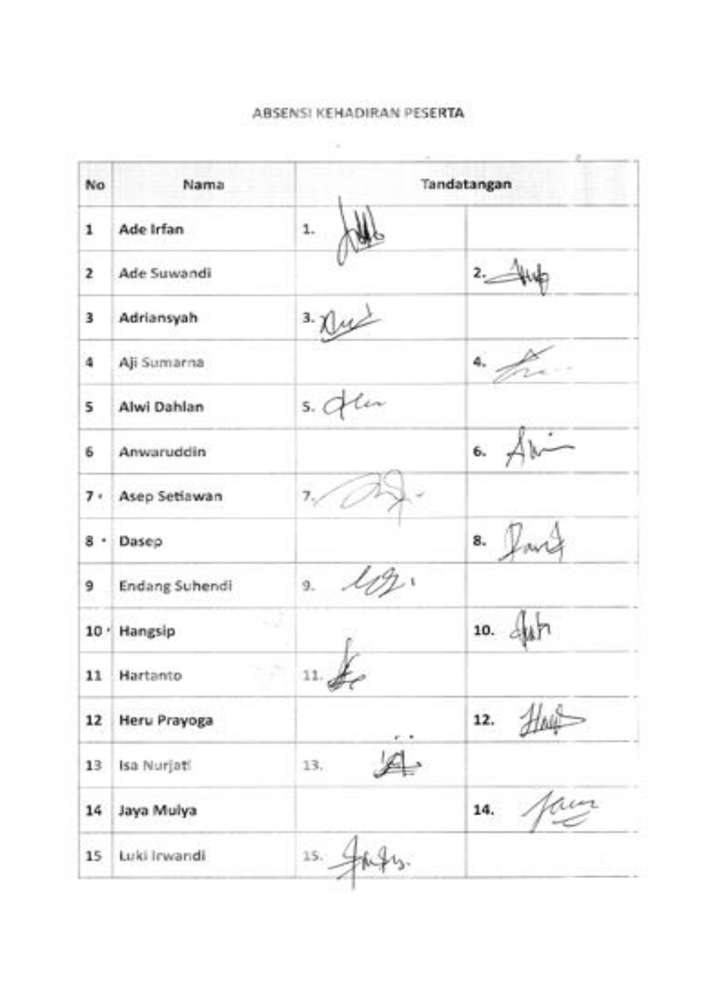 ABSENSI KEHADIRAN PESERTA
No Nama Tandatangan
1 Ade Irfan 1.
2 Ade Suwandi 2.
3 Adriansyah 3.
4 Aji Sumarna 4.
5 Alwi Dahlan 5.
6 Anwaruddin 6.
7 Asep Setiawan 7.
8 Dasep 8.
9 Endang Suhendi 9.
10 Hangsip 10.
11 Hartanto 11.
12 Heru Prayoga 12.
13 Isa Nurjati 13.
14 Jaya Mulya 14.
15 Luki Irwandi 15.